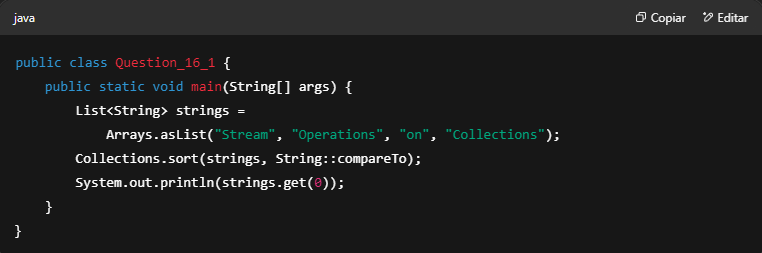 java
Copiar
Editar
public class Question_16_1 {
    public static void main(String[] args) {
        List<String> strings =
            Arrays.asList("Stream", "Operations", "on", "Collections");
        Collections.sort(strings, String::compareTo);
        System.out.println(strings.get(0));
    }
}